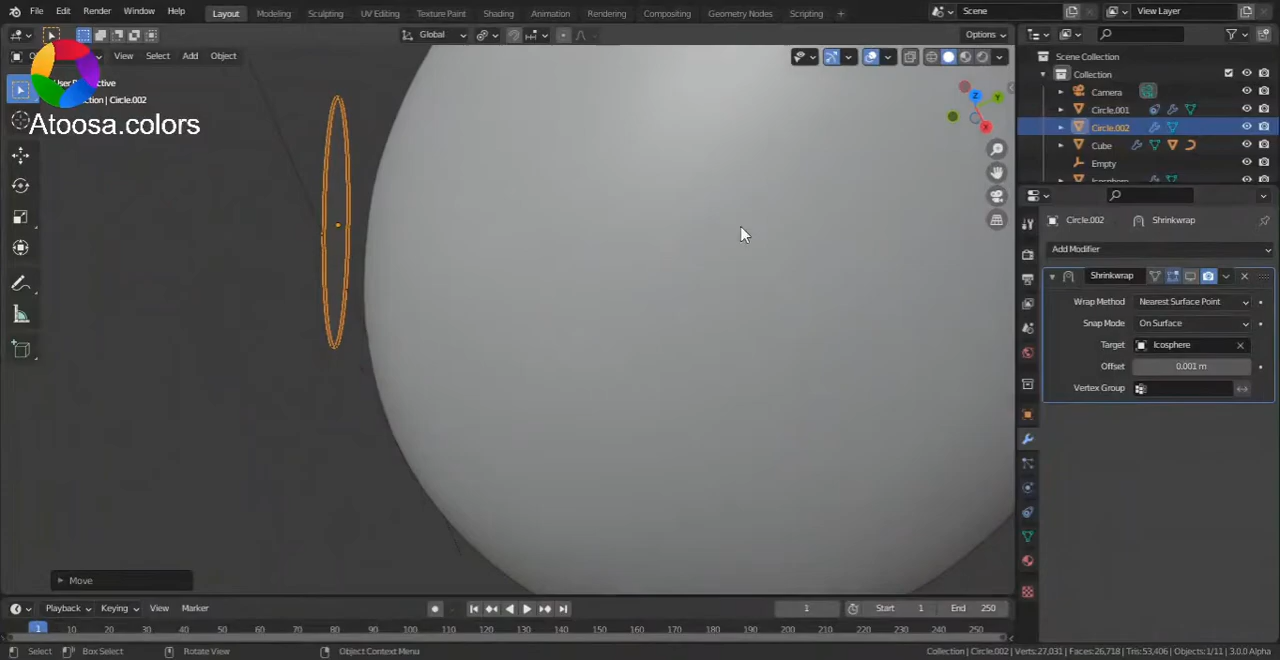 File Edit Render Window Help Layout Modeling Sculpting UV Editing Texture Paint Shading Animation Rendering Compositing Geometry Nodes Scripting + Scene View Layer
Global Options
View Select Add Object
User Perspective
Collection | Circle.002
Atoosa.colors
Z
Y
X
Move
Scene Collection
Collection
Camera
Circle.001
Circle.002
Cube
Empty
Icosphere
Circle.002 Shrinkwrap
Add Modifier
Shrinkwrap
Wrap Method Nearest Surface Point
Snap Mode On Surface
Target Icosphere
Offset 0.001 m
Vertex Group
Playback Keying View Marker 1 Start 1 End 250
1 10 20 30 40 50 60 70 80 90 100 110 120 130 140 150 160 170 180 190 200 210 220 230 240 250
Select Box Select Rotate View Object Context Menu Collection | Circle.002 | Verts:27,031 | Faces:26,718 | Tris:53,406 | Objects:1/11 | 3.0.0 Alpha